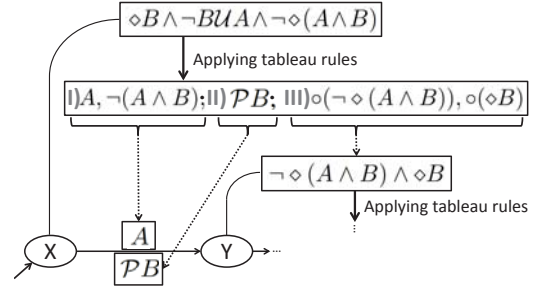 ⋄B∧¬B𝒰A∧¬⋄(A∧B)
Applying tableau rules
I)A, ¬(A ∧ B);II) 𝒫B; III)∘(¬ ⋄ (A ∧ B)), ∘(⋄B)
¬ ⋄ (A ∧ B) ∧ ⋄B
Applying tableau rules
...
A
X
Y
...
𝒫B